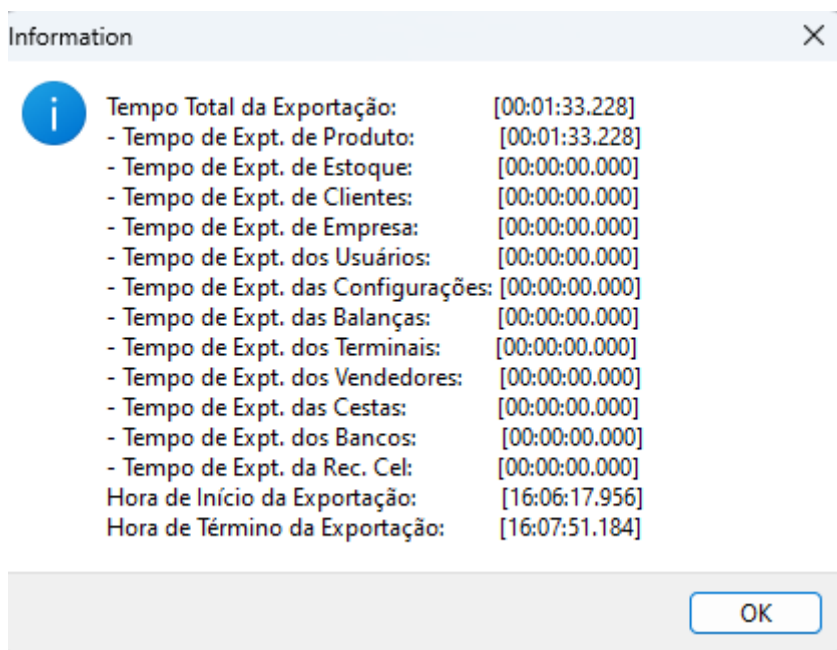 Information
Tempo Total da Exportação: [00:01:33.228]
- Tempo de Expt. de Produto: [00:01:33.228]
- Tempo de Expt. de Estoque: [00:00:00.000]
- Tempo de Expt. de Clientes: [00:00:00.000]
- Tempo de Expt. de Empresa: [00:00:00.000]
- Tempo de Expt. dos Usuários: [00:00:00.000]
- Tempo de Expt. das Configurações: [00:00:00.000]
- Tempo de Expt. das Balanças: [00:00:00.000]
- Tempo de Expt. dos Terminais: [00:00:00.000]
- Tempo de Expt. dos Vendedores: [00:00:00.000]
- Tempo de Expt. das Cestas: [00:00:00.000]
- Tempo de Expt. dos Bancos: [00:00:00.000]
- Tempo de Expt. da Rec. Cel: [00:00:00.000]
Hora de Início da Exportação: [16:06:17.956]
Hora de Término da Exportação: [16:07:51.184]
OK